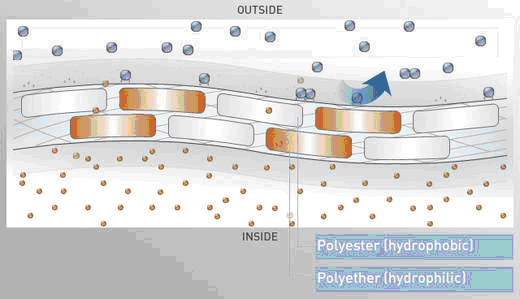 OUTSIDE
INSIDE
Polyester (hydrophobic)
Polyether (hydrophilic)